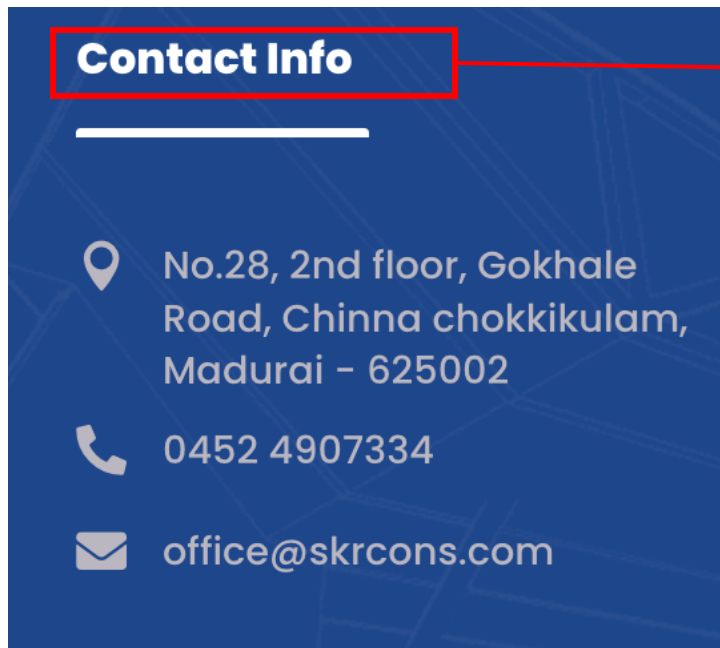 Contact Info
No.28, 2nd floor, Gokhale
Road, Chinna chokkikulam,
Madurai - 625002
0452 4907334
office@skrcons.com